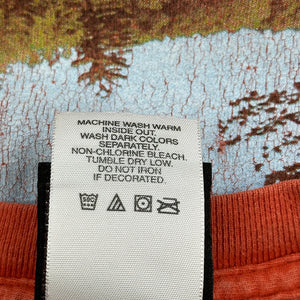 MACHINE WASH WARM
INSIDE OUT.
WASH DARK COLORS
SEPARATELY.
NON-CHLORINE BLEACH.
TUMBLE DRY LOW.
DO NOT IRON
IF DECORATED.